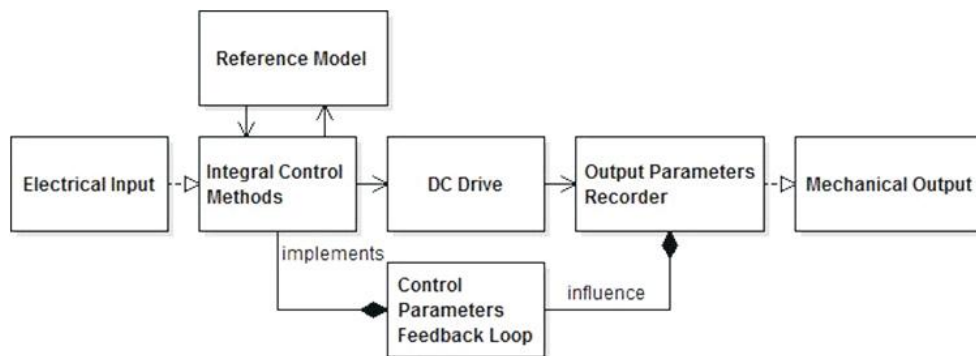 Reference Model
Electrical Input
Integral Control
Methods
DC Drive
Output Parameters
Recorder
Mechanical Output
implements
Control
Parameters
Feedback Loop
influence